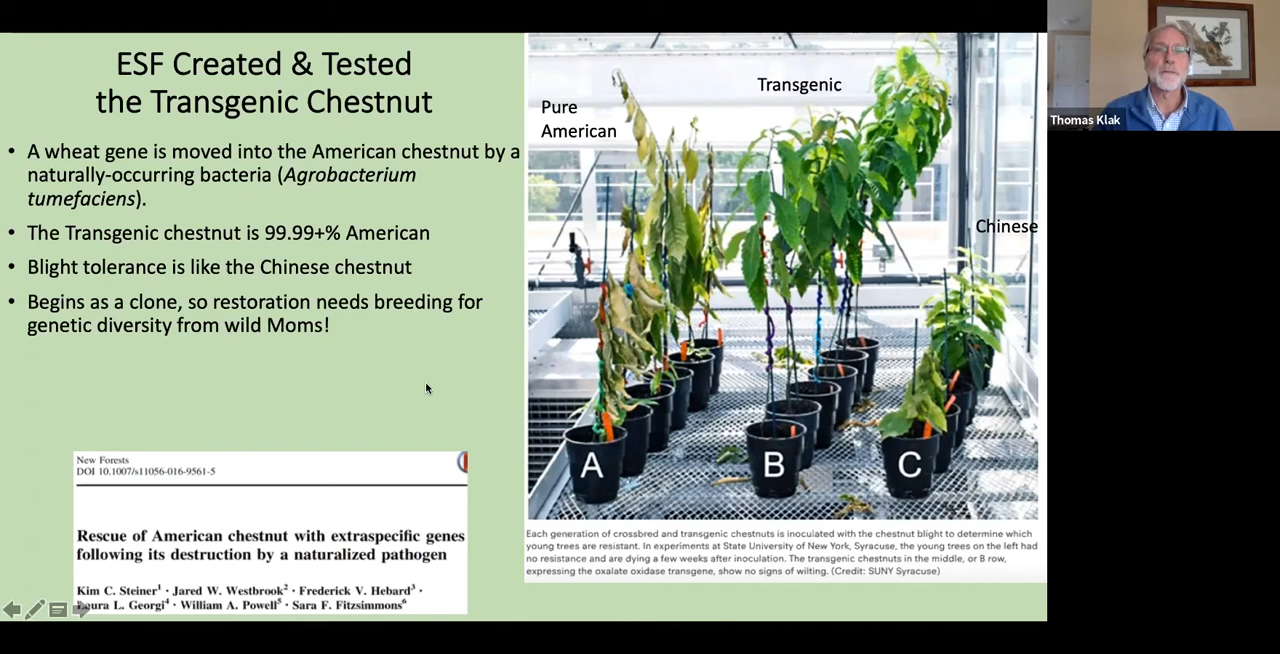 ESF Created & Tested
the Transgenic Chestnut
• A wheat gene is moved into the American chestnut by a
naturally-occurring bacteria (Agrobacterium
tumefaciens).
• The Transgenic chestnut is 99.99+% American
• Blight tolerance is like the Chinese chestnut
• Begins as a clone, so restoration needs breeding for
genetic diversity from wild Moms!
New Forests
DOI 10.1007/s11056-016-9561-5
Rescue of American chestnut with extraspecific genes
following its destruction by a naturalized pathogen
Kim C. Steiner1 · Jared W. Westbrook2 · Frederick V. Hebard3 ·
Laura L. Georgi4 · William A. Powell5 · Sara F. Fitzsimmons6
Pure
American
Transgenic
Chinese
A
B
C
Each generation of crossbred and transgenic chestnuts is inoculated with the chestnut blight to determine which
young trees are resistant. In experiments at State University of New York, Syracuse, the young trees on the left had
no resistance and are dying a few weeks after inoculation. The transgenic chestnuts in the middle, or B row,
expressing the oxalate oxidase transgene, show no signs of wilting. (Credit: SUNY Syracuse)
Thomas Klak